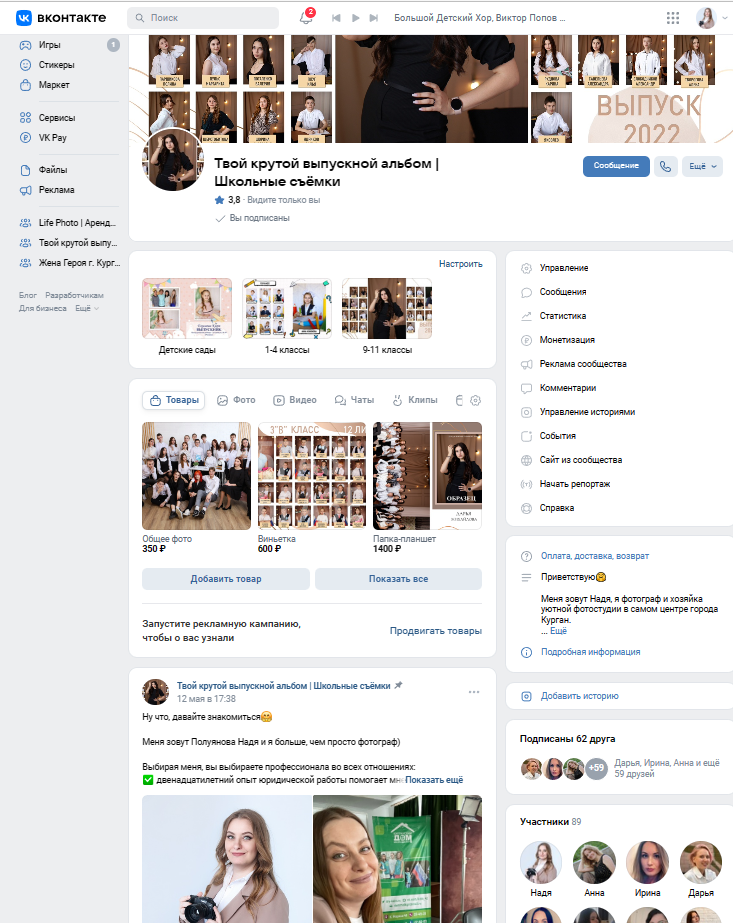 вконтакте
Поиск
2
Большой Детский Хор, Виктор Попов ...
Игры
1
Стикеры
Маркет
Сервисы
VK Pay
Файлы
Реклама
Life Photo | Аренд...
Твой крутой выпу...
Жена Героя г. Кург...
Блог Разработчикам
Для бизнеса Ещё
ВЫПУСК
2022
Твой крутой выпускной альбом |
Школьные съёмки
3,8 · Видите только вы
Вы подписаны
Сообщение
Ещё
Настроить
Детские сады
1-4 классы
9-11 классы
Товары
Фото
Видео
Чаты
Клипы
3"В" КЛАСС
12 ЛИ
ОБРАЗЕЦ
ДАРЬЯ
МИХАЙЛОВА
Общее фото
350 ₽
Виньетка
600 ₽
Папка-планшет
1400 ₽
Добавить товар
Показать все
Запустите рекламную кампанию,
чтобы о вас узнали
Продвигать товары
Твой крутой выпускной альбом | Школьные съёмки
12 мая в 17:38
Ну что, давайте знакомиться🤗
Меня зовут Полуянова Надя и я больше, чем просто фотограф)
Выбирая меня, вы выбираете профессионала во всех отношениях:
✅ двенадцатилетний опыт юридической работы помогает мн Показать ещё
ДОМ
Управление
Сообщения
Статистика
Монетизация
Реклама сообщества
Комментарии
Управление историями
События
Сайт из сообщества
Начать репортаж
Справка
Оплата, доставка, возврат
Приветствую🤗
Меня зовут Надя, я фотограф и хозяйка
уютной фотостудии в самом центре города
Курган.
... Ещё
Подробная информация
Добавить историю
Подписаны 62 друга
+59
Дарья, Ирина, Анна и ещё
59 друзей
Участники 89
Надя
Анна
Ирина
Дарья